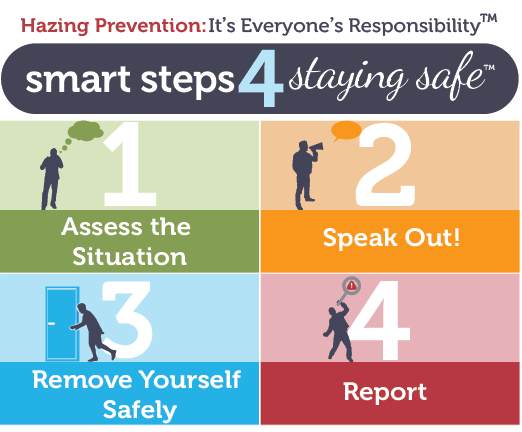 Hazing Prevention: It's Everyone's Responsibility™
smart steps 4 staying safe™
1
Assess the
Situation
2
Speak Out!
3
Remove Yourself
Safely
4
Report